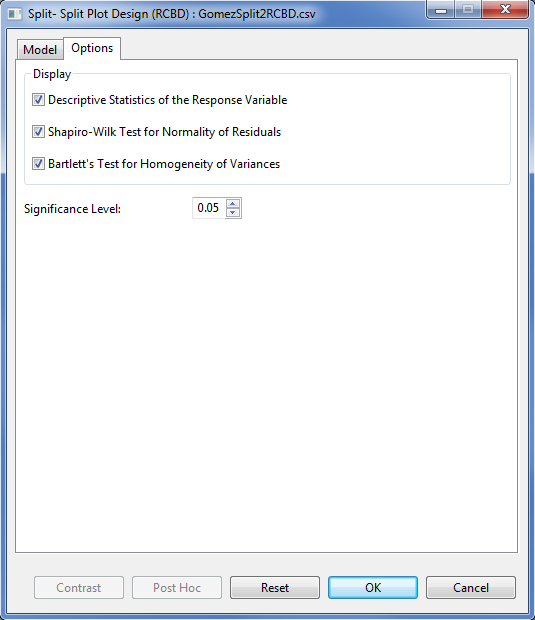 Split- Split Plot Design (RCBD) : GomezSplit2RCBD.csv
Model Options
Display
Descriptive Statistics of the Response Variable
Shapiro-Wilk Test for Normality of Residuals
Bartlett's Test for Homogeneity of Variances
Significance Level: 0.05
Contrast Post Hoc Reset OK Cancel